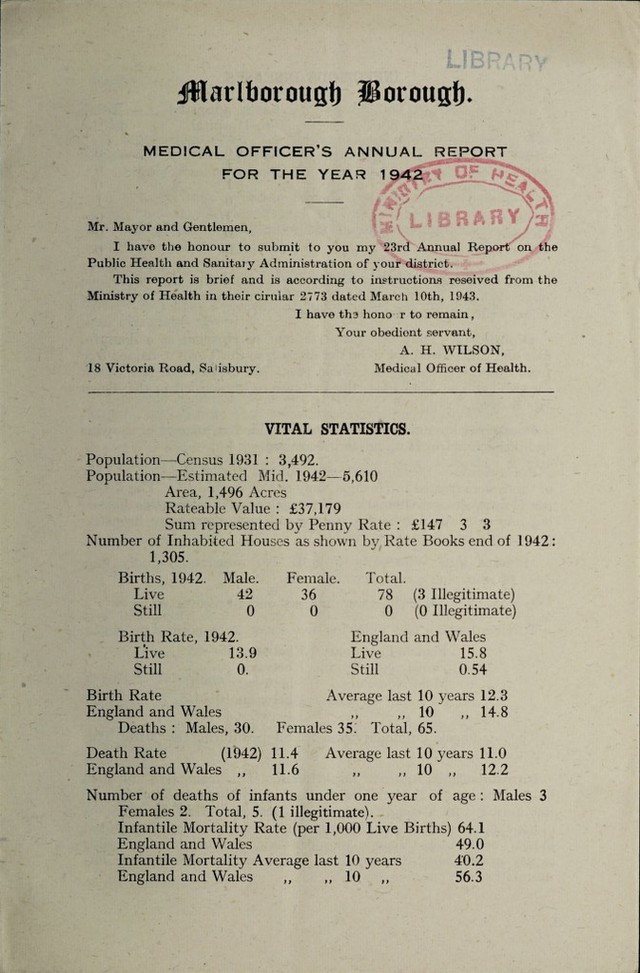 LIBRARY
Marlborough Borough.
MEDICAL OFFICER'S ANNUAL REPORT
FOR THE YEAR 1942
MINISTRY OF HEALTH
LIBRARY
Mr. Mayor and Gentlemen,
I have the honour to submit to you my 23rd Annual Report on the
Public Health and Sanitary Administration of your district.
This report is brief and is according to instructions reseived from the
Ministry of Health in their cirular 2773 dated March 10th, 1943.
I have tha hono r to remain,
Your obedient servant,
A. H. WILSON,
18 Victoria Road, Salisbury. Medical Officer of Health.
VITAL STATISTICS.
Population—Census 1931 : 3,492.
Population—Estimated Mid. 1942—5,610
Area, 1,496 Acres
Rateable Value : £37,179
Sum represented by Penny Rate : £147 3 3
Number of Inhabited Houses as shown by Rate Books end of 1942 :
1,305.
Births, 1942. Male. Female. Total.
Live 42 36 78 (3 Illegitimate)
Still 0 0 0 (0 Illegitimate)
Birth Rate, 1942. England and Wales
Live 13.9 Live 15.8
Still 0. Still 0.54
Birth Rate Average last 10 years 12.3
England and Wales ,, ,, 10 ,, 14.8
Deaths : Males, 30. Females 35. Total, 65.
Death Rate (1942) 11.4 Average last 10 years 11.0
England and Wales ,, 11.6 ,, ,, 10 ,, 12.2
Number of deaths of infants under one year of age : Males 3
Females 2. Total, 5. (1 illegitimate).
Infantile Mortality Rate (per 1,000 Live Births) 64.1
England and Wales 49.0
Infantile Mortality Average last 10 years 40.2
England and Wales ,, ,, 10 ,, 56.3